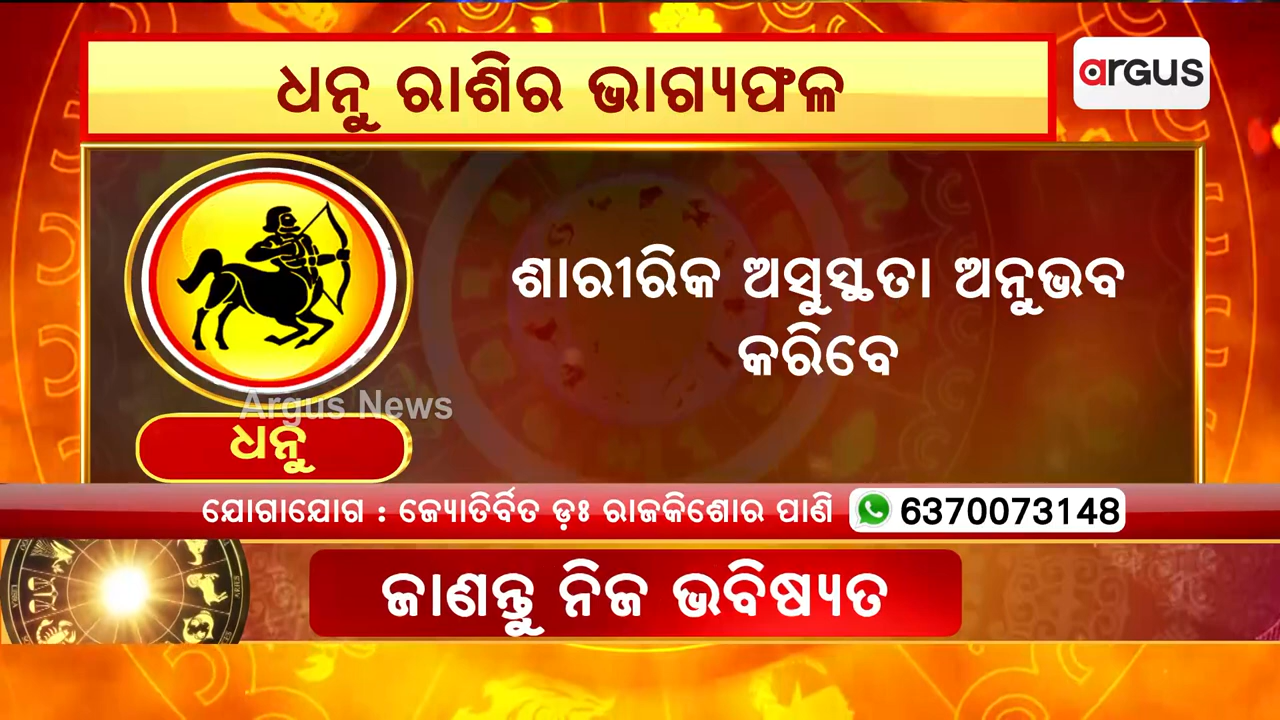 ଧନୁ ରାଶିର ଭାଗ୍ୟଫଳ
argus
ଶାରୀରିକ ଅସୁସ୍ଥତା ଅନୁଭବ
କରିବେ
Argus News
ଧନୁ
ଯୋଗାଯୋଗ : ଜ୍ୟୋତିର୍ବିତ ଡ଼ଃ ରାଜକିଶୋର ପାଣି 6370073148
ଜାଣନ୍ତୁ ନିଜ ଭବିଷ୍ୟତ